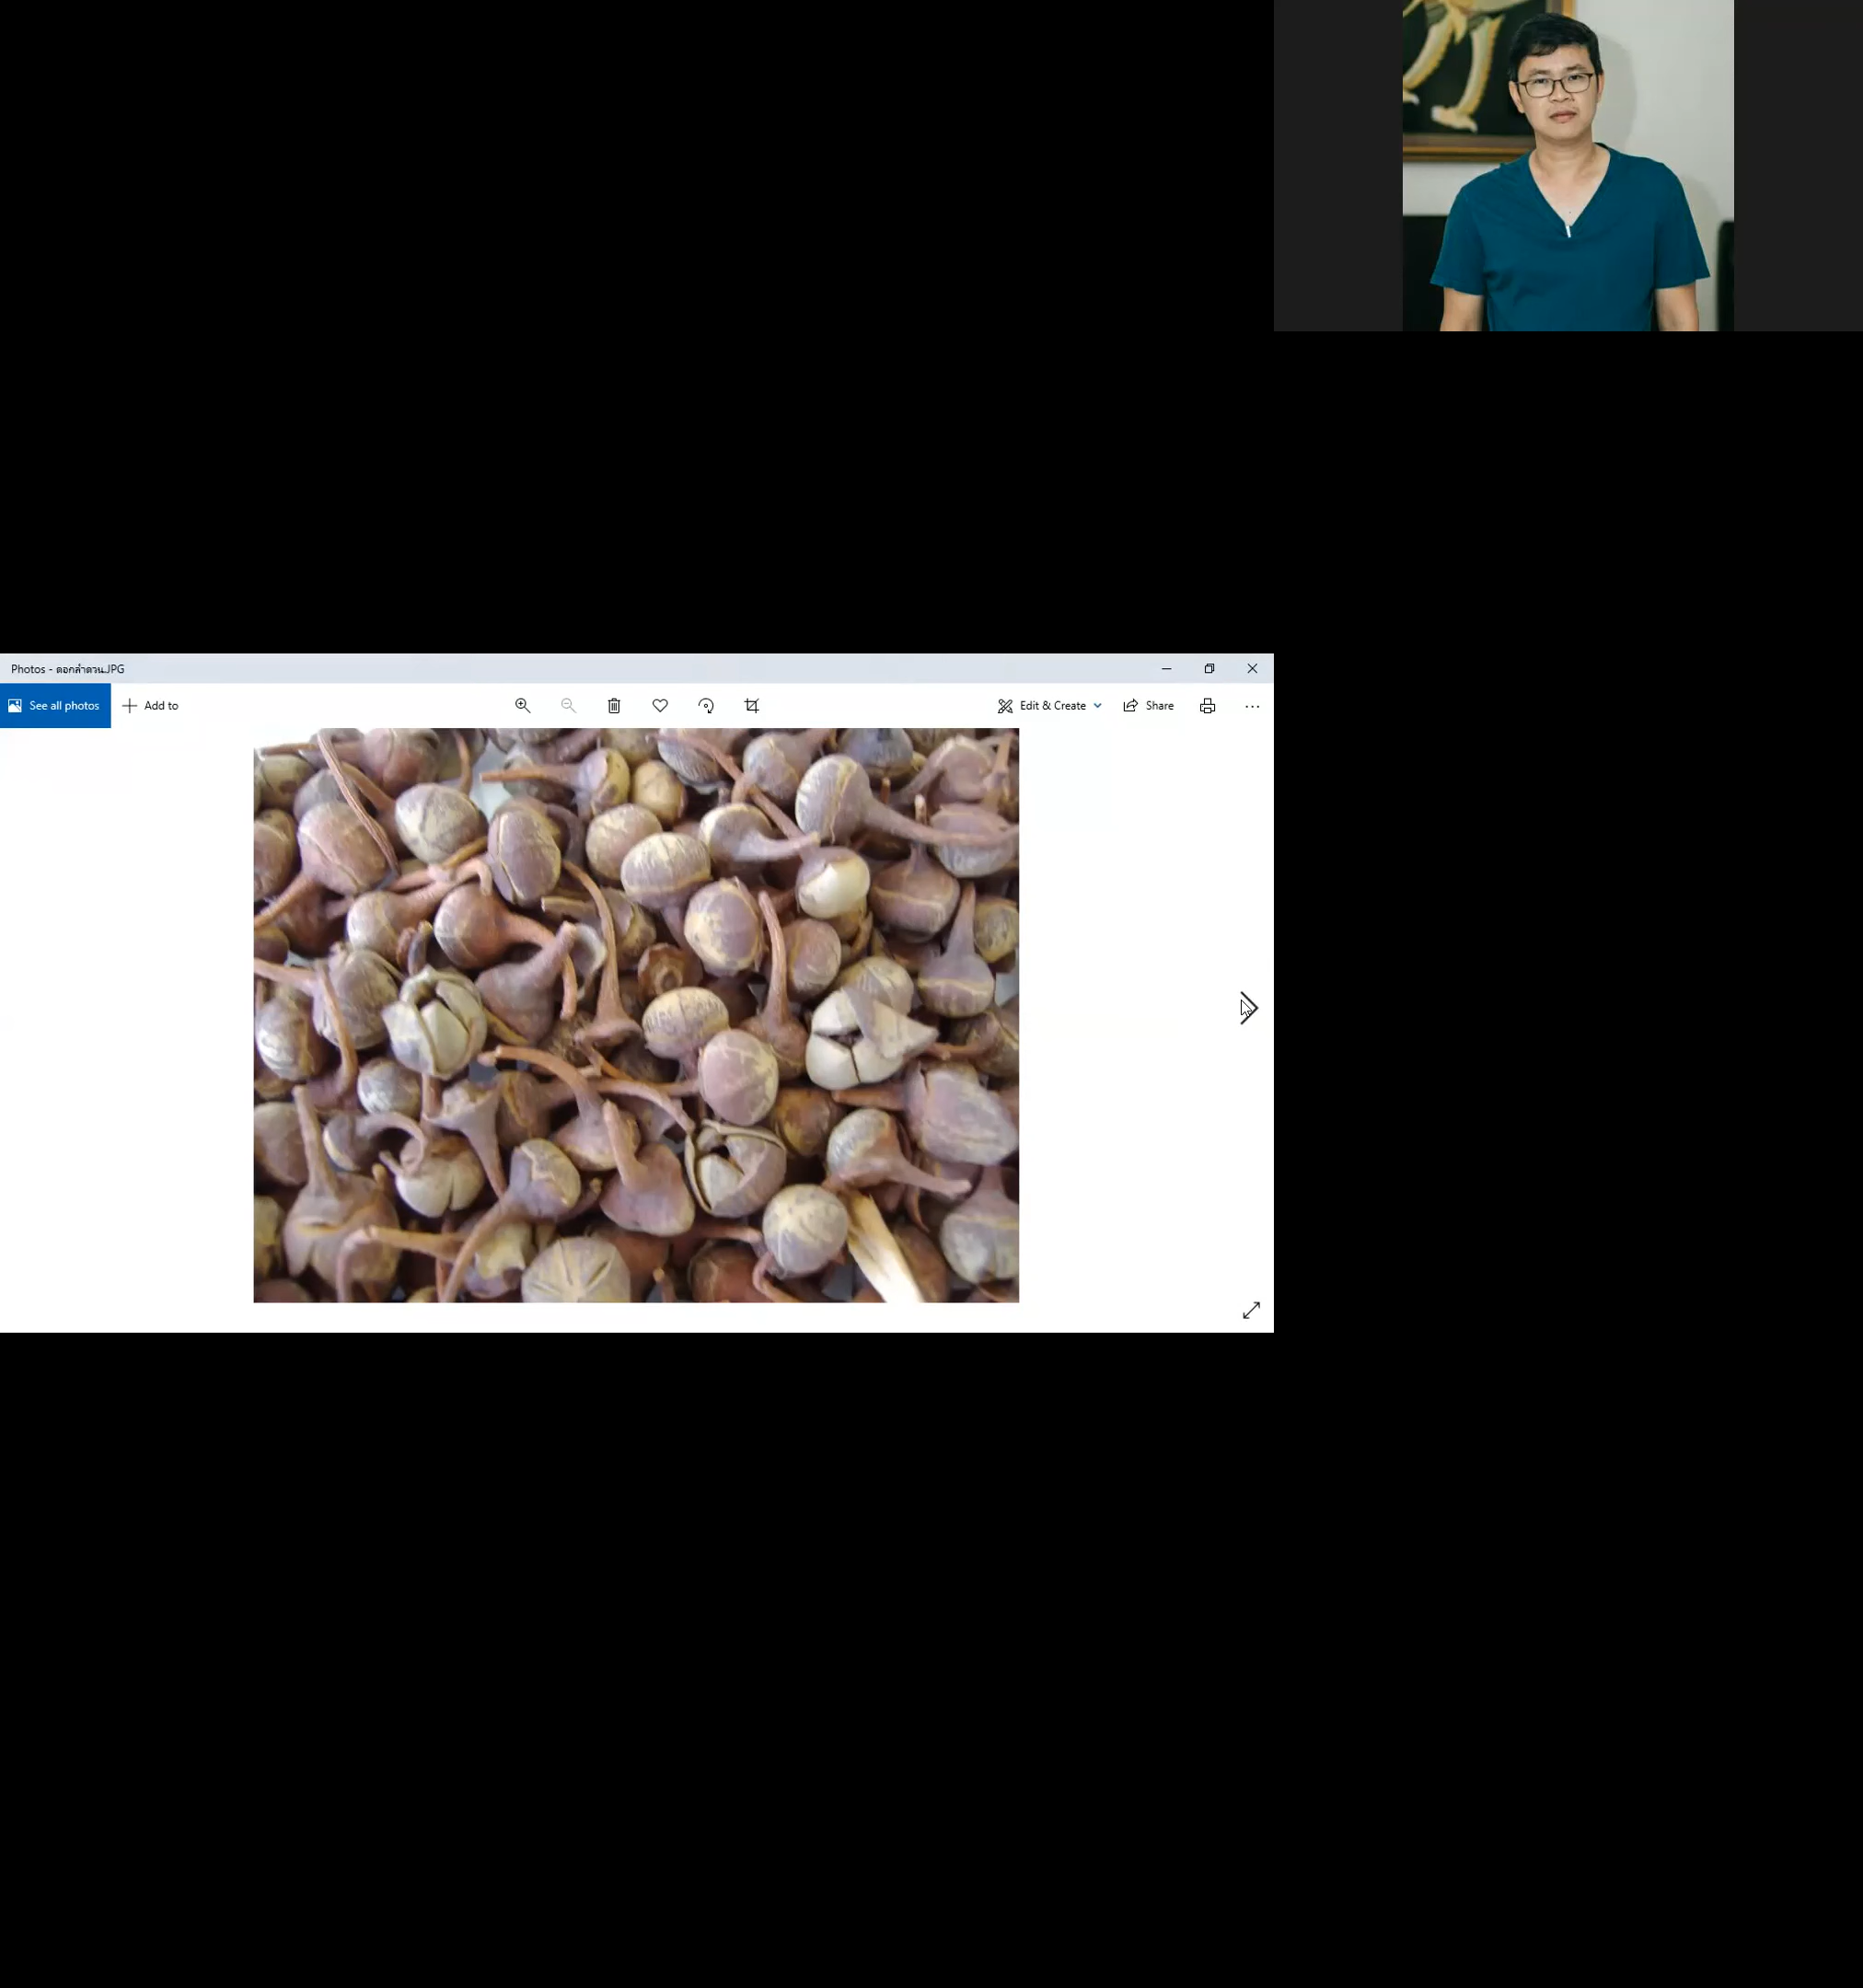 Photos - ดอกลำดวน.JPG
See all photos
Add to
Edit & Create
Share